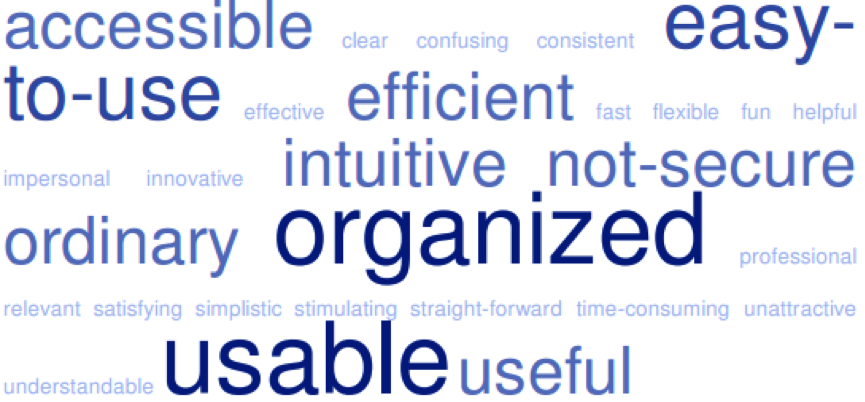 accessible clear confusing consistent easy-
to-use effective efficient fast flexible fun helpful
impersonal innovative intuitive not-secure
ordinary organized professional
relevant satisfying simplistic stimulating straight-forward time-consuming unattractive
understandable usable useful